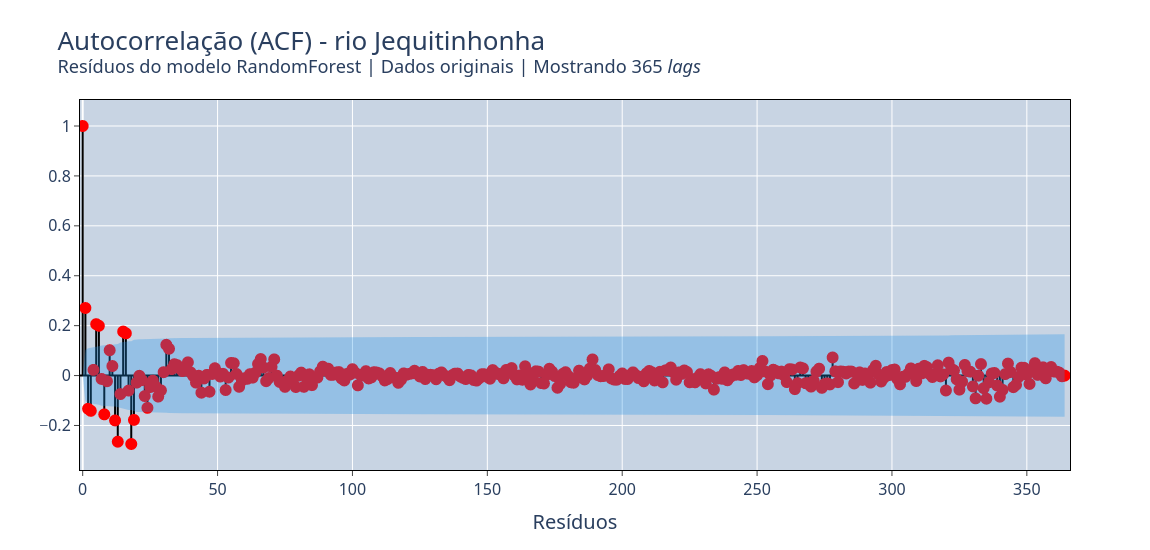 Autocorrelação (ACF) - rio Jequitinhonha
Resíduos do modelo RandomForest | Dados originais | Mostrando 365 lags
1
0.8
0.6
0.4
0.2
0
−0.2
0 50 100 150 200 250 300 350
Resíduos